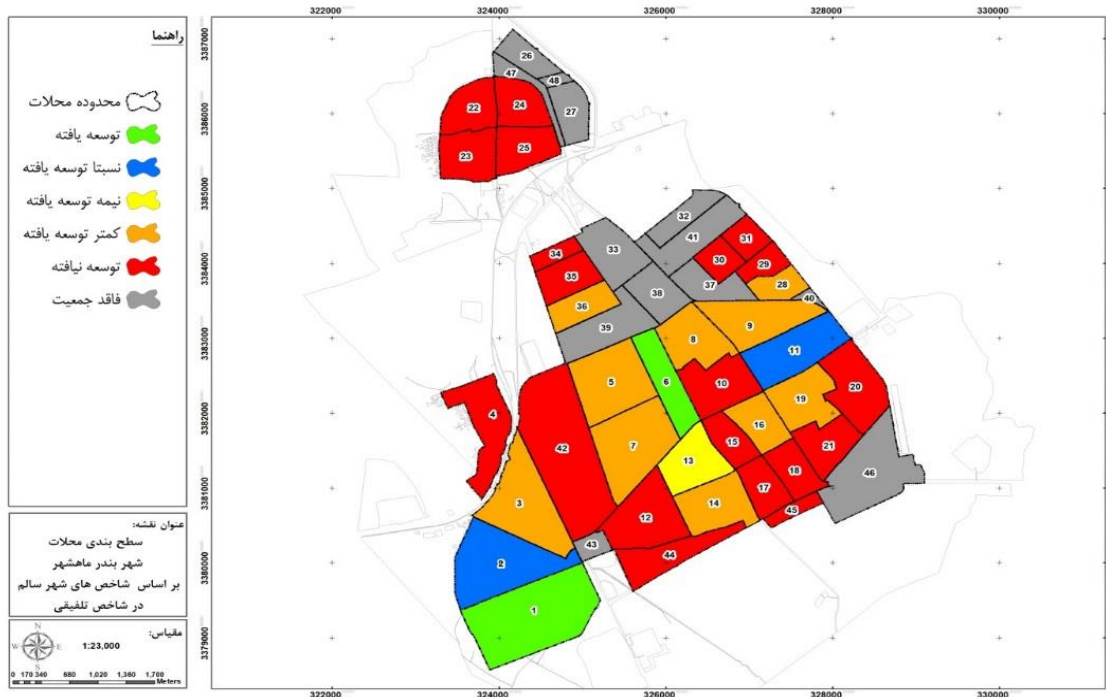 راهنما
محدوده محلات
توسعه یافته
نسبتا توسعه یافته
نیمه توسعه یافته
کمتر توسعه یافته
توسعه نیافته
فاقد جمعیت
عنوان نقشه:
سطح بندی محلات
شهر بندر ماهشهر
بر اساس شاخص های شهر سالم
در شاخص تلفیقی
مقیاس:
N
W E
S
1:23,000
0 170 340 680 1,020 1,360 1,700
Meters
322000 324000 326000 328000 330000
3387000
3386000
3385000
3384000
3383000
3382000
3381000
3380000
3379000
26
47 48
22 24 27
23 25
32
41
33 31
34 30 29
35 37 28
36 38 40
39 9
8 11
5 6 10 20
4 19
7 16
42 15 21
13 18 46
3 17
14 45
12
43 44
2
1
322000 324000 326000 328000 330000